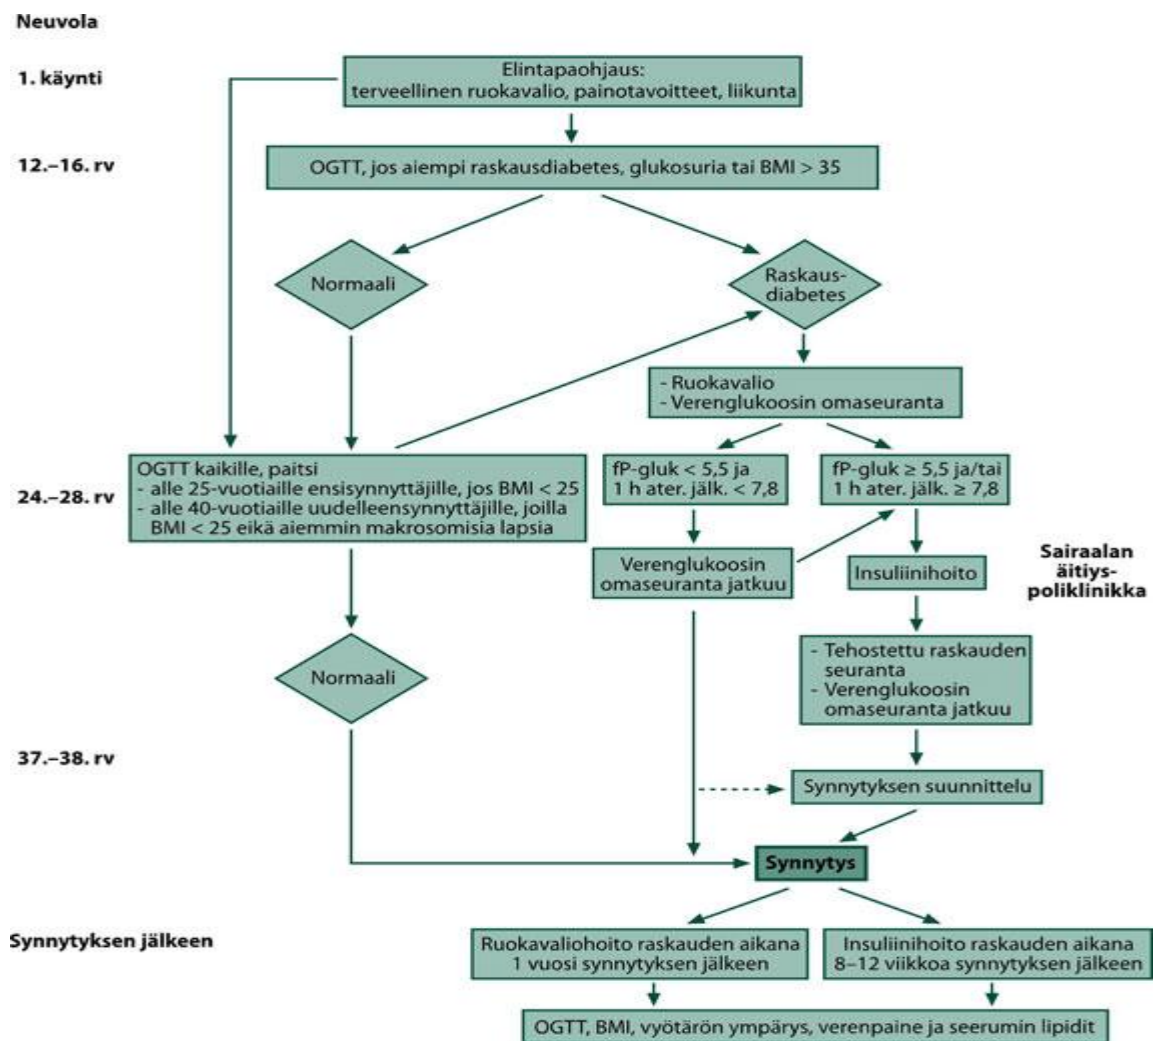 Neuvola
1. käynti
Elintapaohjaus:
terveellinen ruokavalio, painotavoitteet, liikunta
12.–16. rv
OGTT, jos aiempi raskausdiabetes, glukosuria tai BMI > 35
Normaali
Raskaus-
diabetes
- Ruokavalio
- Verenglukoosin omaseuranta
24.–28. rv
OGTT kaikille, paitsi
- alle 25-vuotiaille ensisynnyttäjille, jos BMI < 25
- alle 40-vuotiaille uudelleensynnyttäjille, joilla
BMI < 25 eikä aiemmin makrosomisia lapsia
fP-gluk < 5,5 ja
1 h ater. jälk. < 7,8
fP-gluk ≥ 5,5 ja/tai
1 h ater. jälk. ≥ 7,8
Verenglukoosin
omaseuranta jatkuu
Insuliinihoito
Sairaalan
äitiys-
poliklinikka
- Tehostettu raskauden
seuranta
- Verenglukoosin
omaseuranta jatkuu
Normaali
37.–38. rv
Synnytyksen suunnittelu
Synnytys
Synnytyksen jälkeen
Ruokavaliohoito raskauden aikana
1 vuosi synnytyksen jälkeen
Insuliinihoito raskauden aikana
8–12 viikkoa synnytyksen jälkeen
OGTT, BMI, vyötärön ympärys, verenpaine ja seerumin lipidit